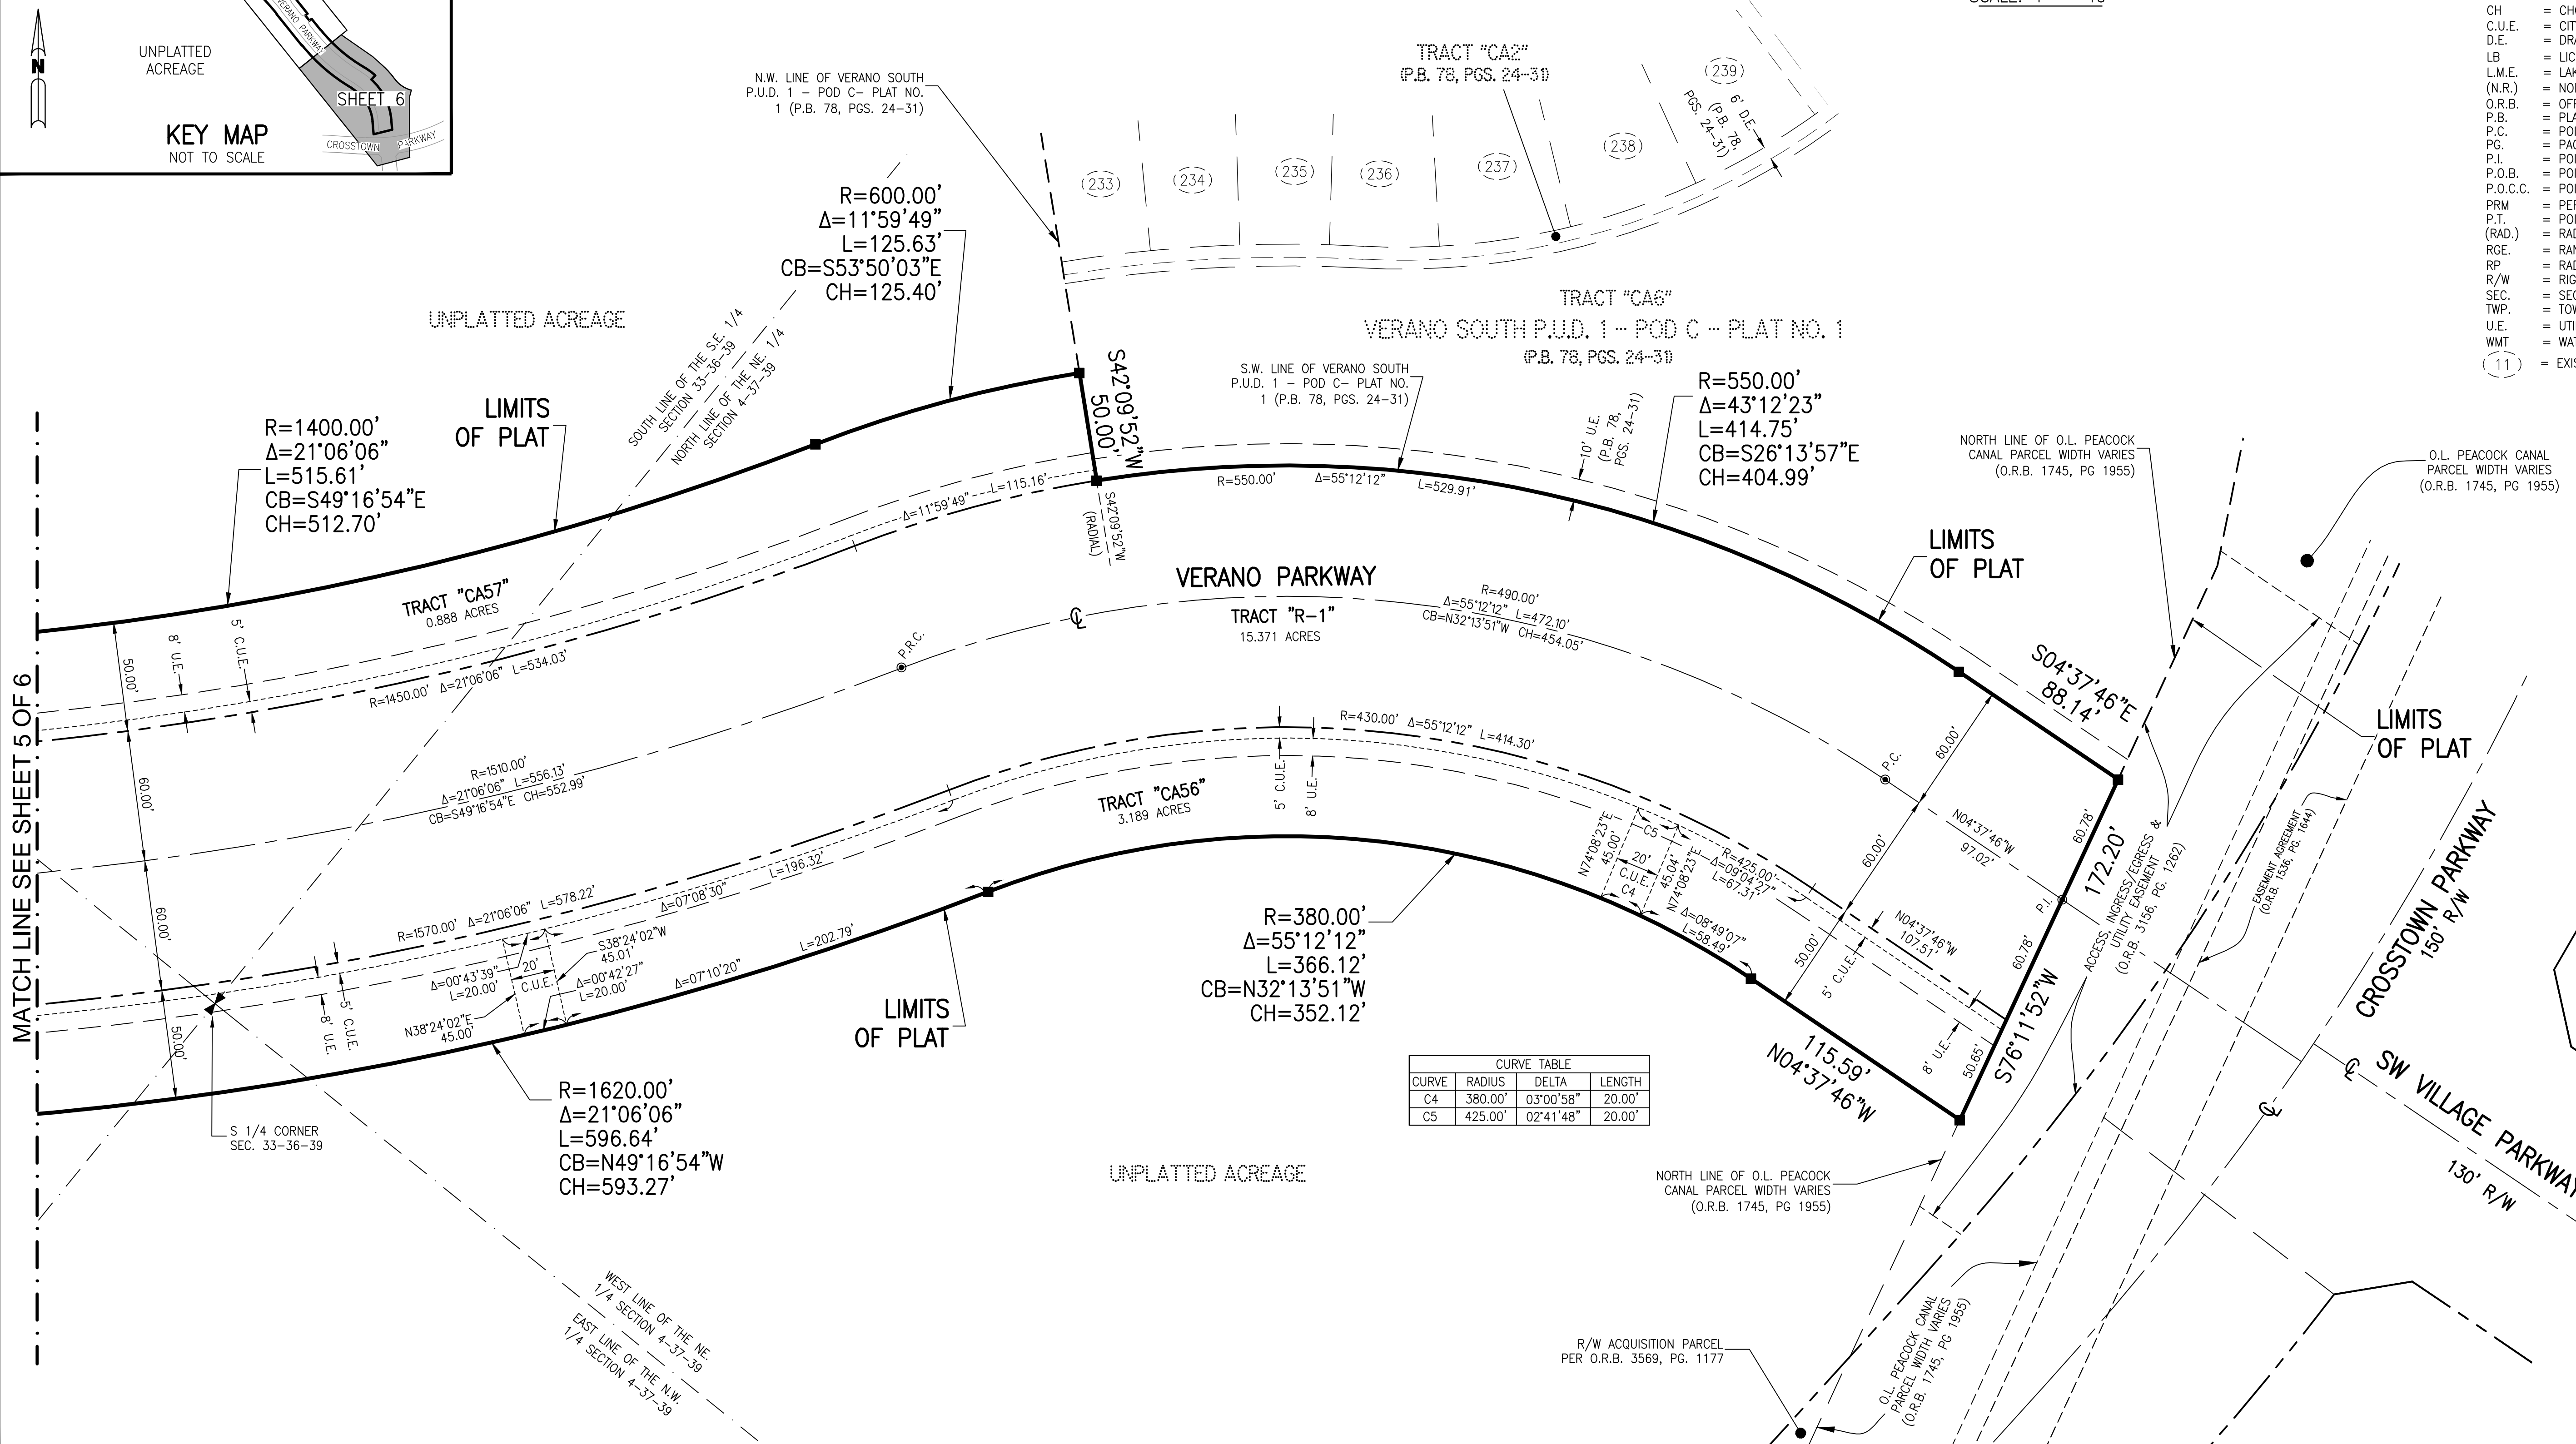 N
UNPLATTED
ACREAGE
VERANO PARKWAY
SHEET 6
KEY MAP
NOT TO SCALE
CROSSTOWN PARKWAY
N.W. LINE OF VERANO SOUTH
P.U.D. 1 – POD C– PLAT NO.
1 (P.B. 78, PGS. 24–31)
TRACT "CA2"
(P.B. 78, PGS. 24–31)
(233)
(234)
(235)
(236)
(237)
(238)
(239)
6' D.E.
(P.B. 78,
PGS. 24–31)
CH
C.U.E.
D.E.
LB
L.M.E.
(N.R.)
O.R.B.
P.B.
P.C.
PG.
P.I.
P.O.B.
P.O.C.C.
PRM
P.T.
(RAD.)
RGE.
RP
R/W
SEC.
TWP.
U.E.
WMT
(11)
R=600.00'
Δ=11°59'49"
L=125.63'
CB=S53°50'03"E
CH=125.40'
UNPLATTED ACREAGE
SOUTH LINE OF THE S.E. 1/4
SECTION 33–36–39
NORTH LINE OF THE NE. 1/4
SECTION 4–37–39
TRACT "CA6"
VERANO SOUTH P.U.D. 1 – POD C – PLAT NO. 1
(P.B. 78, PGS. 24–31)
S.W. LINE OF VERANO SOUTH
P.U.D. 1 – POD C– PLAT NO.
1 (P.B. 78, PGS. 24–31)
S42°09'52"W
50.00'
10' U.E.
(P.B. 78,
PGS. 24–31)
R=550.00'
Δ=43°12'23"
L=414.75'
CB=S26°13'57"E
CH=404.99'
LIMITS
OF PLAT
R=1400.00'
Δ=21°06'06"
L=515.61'
CB=S49°16'54"E
CH=512.70'
NORTH LINE OF O.L. PEACOCK
CANAL PARCEL WIDTH VARIES
(O.R.B. 1745, PG 1955)
O.L. PEACOCK CANAL
PARCEL WIDTH VARIES
(O.R.B. 1745, PG 1955)
Δ=11°59'49" L=115.16'
S42°09'52"W
(RADIAL)
R=550.00' Δ=55°12'12" L=529.91'
LIMITS
OF PLAT
VERANO PARKWAY
TRACT "R–1"
15.371 ACRES
R=490.00'
Δ=55°12'12" L=472.10'
CB=N32°13'51"W CH=454.05'
TRACT "CA57"
0.888 ACRES
8' U.E.
5' C.U.E.
R=1450.00' Δ=21°06'06" L=534.03'
P.R.C.
50.00'
60.00'
60.00'
50.00'
MATCH LINE SEE SHEET 5 OF 6
S04°37'46"E
88.14'
LIMITS
OF PLAT
R=430.00' Δ=55°12'12" L=414.30'
P.C.
60.00'
60.00'
50.00'
R=1510.00'
Δ=21°06'06" L=556.13'
CB=S49°16'54"E CH=552.99'
TRACT "CA56"
3.189 ACRES
5' C.U.E.
8' U.E.
N74°08'23"E
45.00'
C5
20'
C.U.E.
C4
45.04'
N74°08'23"E
R=425.00'
Δ=09°04'27"
L=67.31'
Δ=08°49'07"
L=58.49'
N04°37'46"W
97.02'
P.I.
60.78'
60.78'
50.65'
172.20'
S76°11'52"W
N04°37'46"W
107.51'
5' C.U.E.
8' U.E.
ACCESS, INGRESS/EGRESS &
UTILITY EASEMENT
(O.R.B. 3156, PG. 1262)
EASEMENT AGREEMENT
(O.R.B. 1536, PG. 1644)
CROSSTOWN PARKWAY
150' R/W
R=1570.00' Δ=21°06'06" L=578.22'
Δ=07°08'30" L=196.32'
Δ=00°43'39"
L=20.00'
20'
C.U.E.
S38°24'02"W
45.01'
Δ=00°42'27"
L=20.00'
Δ=07°10'20" L=202.79'
N38°24'02"E
45.00'
8' U.E.
5' C.U.E.
LIMITS
OF PLAT
R=380.00'
Δ=55°12'12"
L=366.12'
CB=N32°13'51"W
CH=352.12'
115.59'
N04°37'46"W
CURVE TABLE
CURVE RADIUS DELTA LENGTH
C4 380.00' 03°00'58" 20.00'
C5 425.00' 02°41'48" 20.00'
SW VILLAGE PARKWAY
130' R/W
S 1/4 CORNER
SEC. 33–36–39
R=1620.00'
Δ=21°06'06"
L=596.64'
CB=N49°16'54"W
CH=593.27'
UNPLATTED ACREAGE
NORTH LINE OF O.L. PEACOCK
CANAL PARCEL WIDTH VARIES
(O.R.B. 1745, PG 1955)
WEST LINE OF THE NE.
1/4 SECTION 4–37–39
EAST LINE OF THE N.W.
1/4 SECTION 4–37–39
R/W ACQUISITION PARCEL
PER O.R.B. 3569, PG. 1177
O.L. PEACOCK CANAL
PARCEL WIDTH VARIES
(O.R.B. 1745, PG 1955)